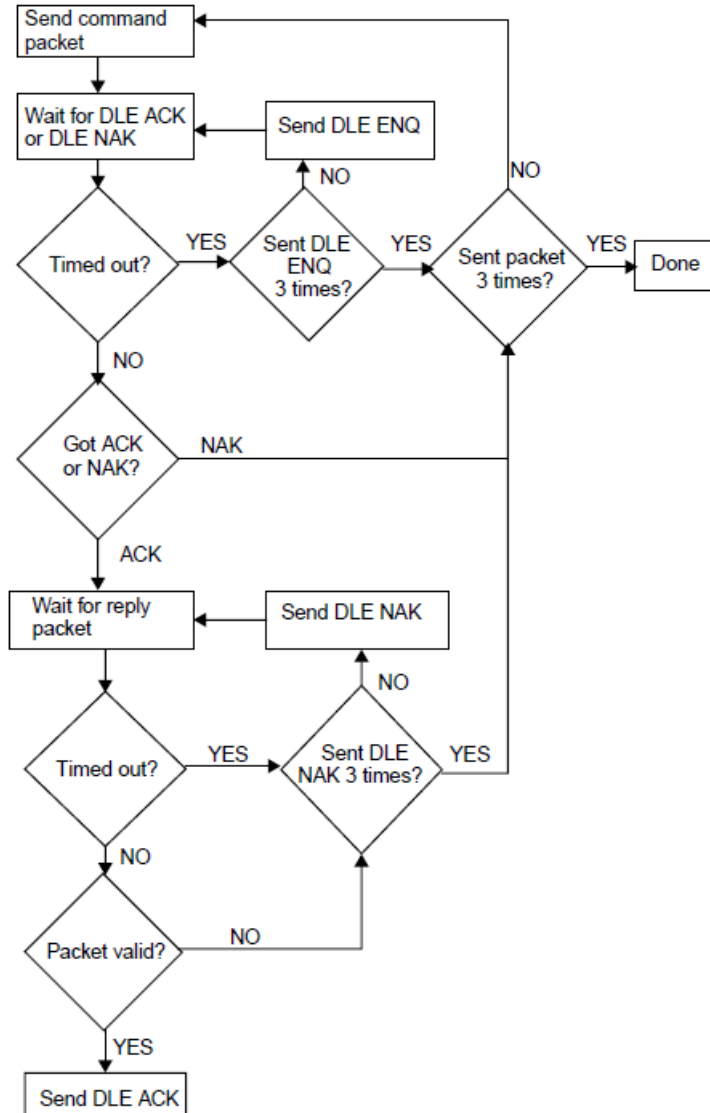 Send command
packet
Wait for DLE ACK
or DLE NAK
Send DLE ENQ
NO
NO
Timed out?
YES
Sent DLE
ENQ
3 times?
YES
Sent packet
3 times?
YES
Done
NO
Got ACK
or NAK?
NAK
ACK
Wait for reply
packet
Send DLE NAK
NO
Timed out?
YES
Sent DLE
NAK 3 times?
YES
NO
Packet valid?
NO
YES
Send DLE ACK